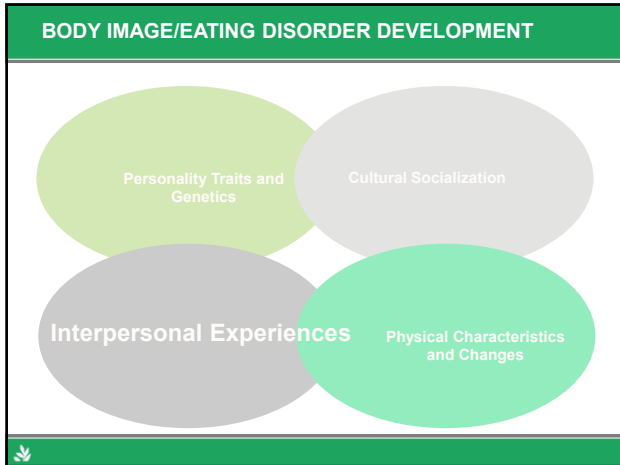 BODY IMAGE/EATING DISORDER DEVELOPMENT
Personality Traits and
Genetics
Cultural Socialization
Interpersonal Experiences
Physical Characteristics
and Changes